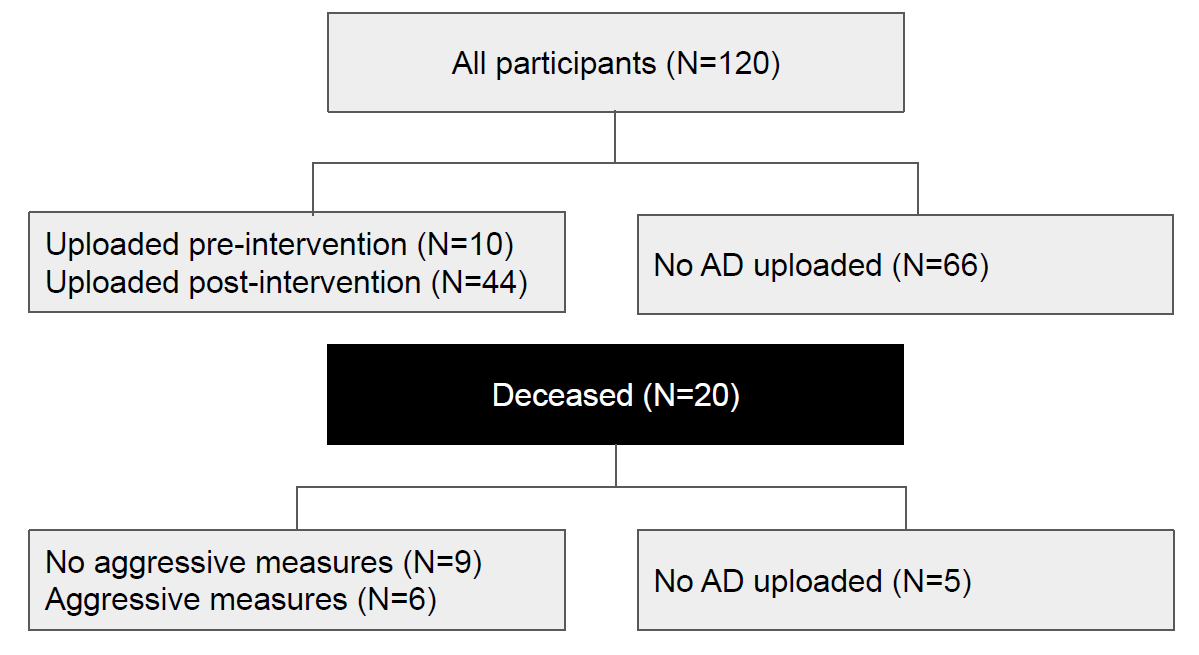 All participants (N=120)
Uploaded pre-intervention (N=10)
Uploaded post-intervention (N=44)
No AD uploaded (N=66)
Deceased (N=20)
No aggressive measures (N=9)
Aggressive measures (N=6)
No AD uploaded (N=5)